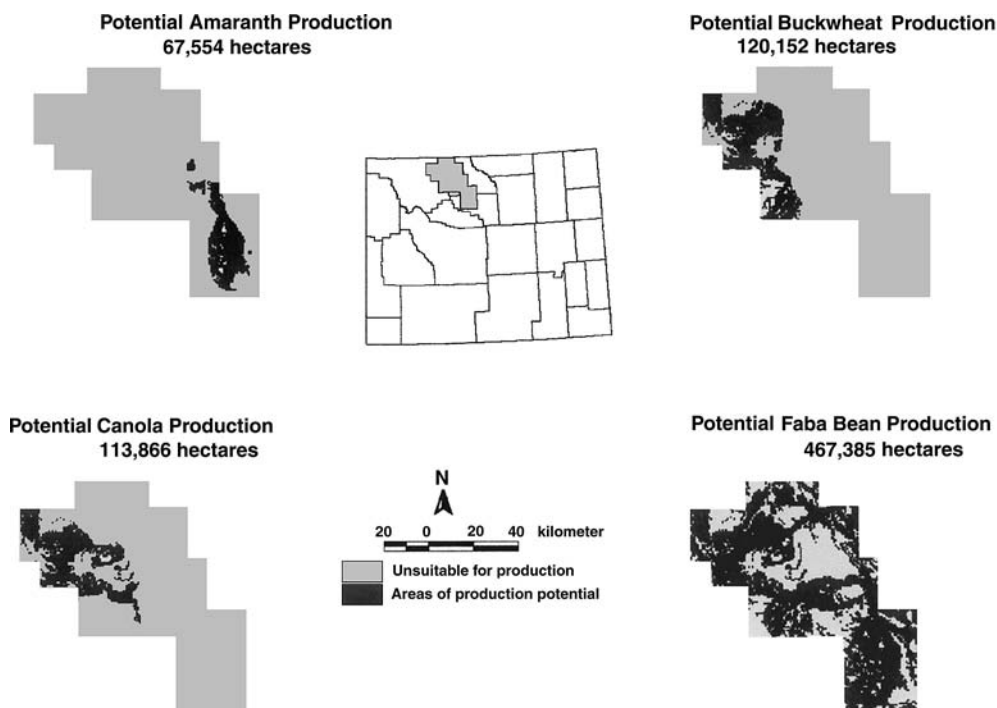 Potential Amaranth Production
67,554 hectares
Potential Buckwheat Production
120,152 hectares
Potential Canola Production
113,866 hectares
Potential Faba Bean Production
467,385 hectares
N
20 0 20 40 kilometer
Unsuitable for production
Areas of production potential